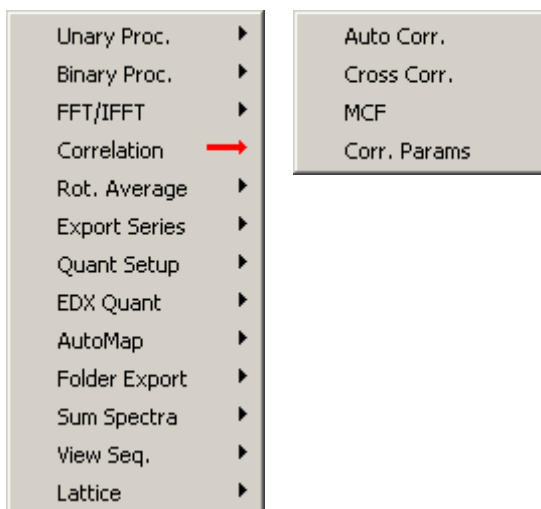 Unary Proc.
Binary Proc.
FFT/IFFT
Correlation
Rot. Average
Export Series
Quant Setup
EDX Quant
AutoMap
Folder Export
Sum Spectra
View Seq.
Lattice
Auto Corr.
Cross Corr.
MCF
Corr. Params